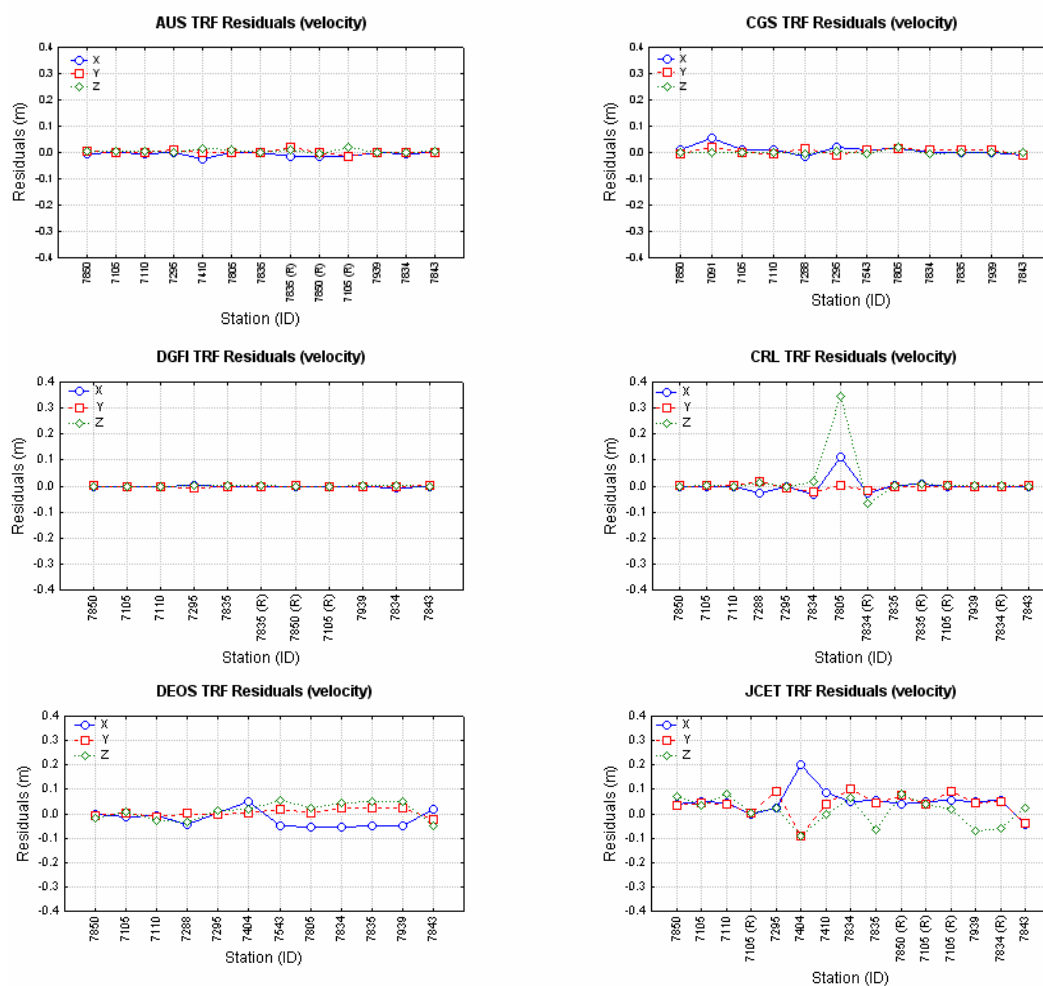 AUS TRF Residuals (velocity)
Residuals (m)
0.4
0.3
0.2
0.1
0.0
-0.1
-0.2
-0.3
-0.4
X
Y
Z
7850
7105
7110
7295
7410
7805
7835
7835 (R)
7850 (R)
7105 (R)
7939
7834
7843
Station (ID)
CGS TRF Residuals (velocity)
Residuals (m)
0.4
0.3
0.2
0.1
0.0
-0.1
-0.2
-0.3
-0.4
X
Y
Z
7850
7091
7105
7110
7288
7295
7543
7805
7834
7835
7939
7843
Station (ID)
DGFI TRF Residuals (velocity)
Residuals (m)
0.4
0.3
0.2
0.1
0.0
-0.1
-0.2
-0.3
-0.4
X
Y
Z
7850
7105
7110
7295
7835
7835 (R)
7850 (R)
7105 (R)
7939
7834
7843
Station (ID)
CRL TRF Residuals (velocity)
Residuals (m)
0.4
0.3
0.2
0.1
0.0
-0.1
-0.2
-0.3
-0.4
X
Y
Z
7850
7105
7110
7288
7295
7834
7805
7834 (R)
7835
7835 (R)
7105 (R)
7939
7834 (R)
7843
Station (ID)
DEOS TRF Residuals (velocity)
Residuals (m)
0.4
0.3
0.2
0.1
0.0
-0.1
-0.2
-0.3
-0.4
X
Y
Z
7850
7105
7110
7288
7295
7404
7543
7805
7834
7835
7939
7843
Station (ID)
JCET TRF Residuals (velocity)
Residuals (m)
0.4
0.3
0.2
0.1
0.0
-0.1
-0.2
-0.3
-0.4
X
Y
Z
7850
7105
7110
7105 (R)
7295
7404
7410
7834
7835
7850 (R)
7105 (R)
7105 (R)
7939
7834 (R)
7843
Station (ID)